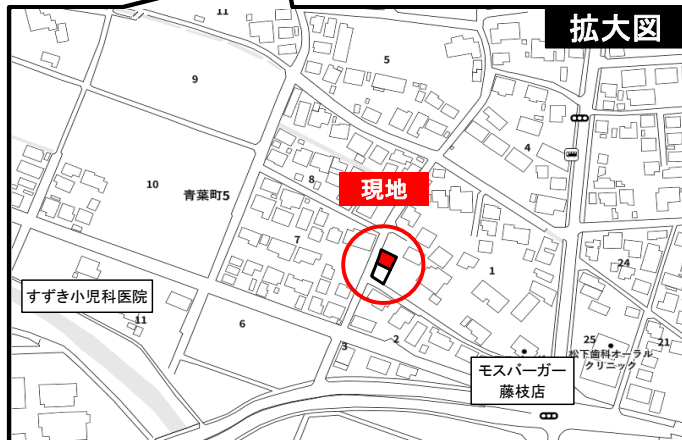 拡大図
11
5
9
4
10
青葉町5
8
現地
7
1
24
すずき小児科医院
11
6
2
3
25
21
松下歯科オーラル
クリニック
モスバーガー
藤枝店